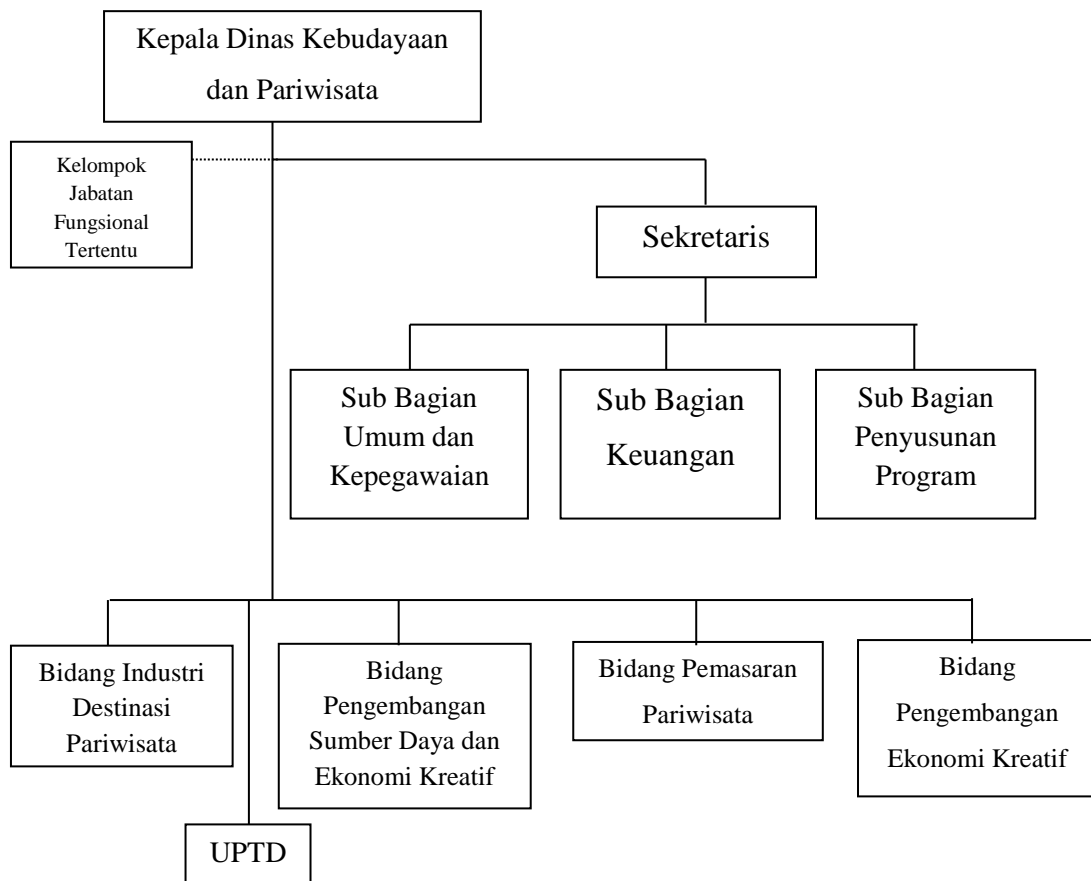 Kepala Dinas Kebudayaan
dan Pariwisata
Kelompok
Jabatan
Fungsional
Tertentu
Sekretaris
Sub Bagian
Umum dan
Kepegawaian
Sub Bagian
Keuangan
Sub Bagian
Penyusunan
Program
Bidang Industri
Destinasi
Pariwisata
Bidang
Pengembangan
Sumber Daya dan
Ekonomi Kreatif
Bidang Pemasaran
Pariwisata
Bidang
Pengembangan
Ekonomi Kreatif
UPTD